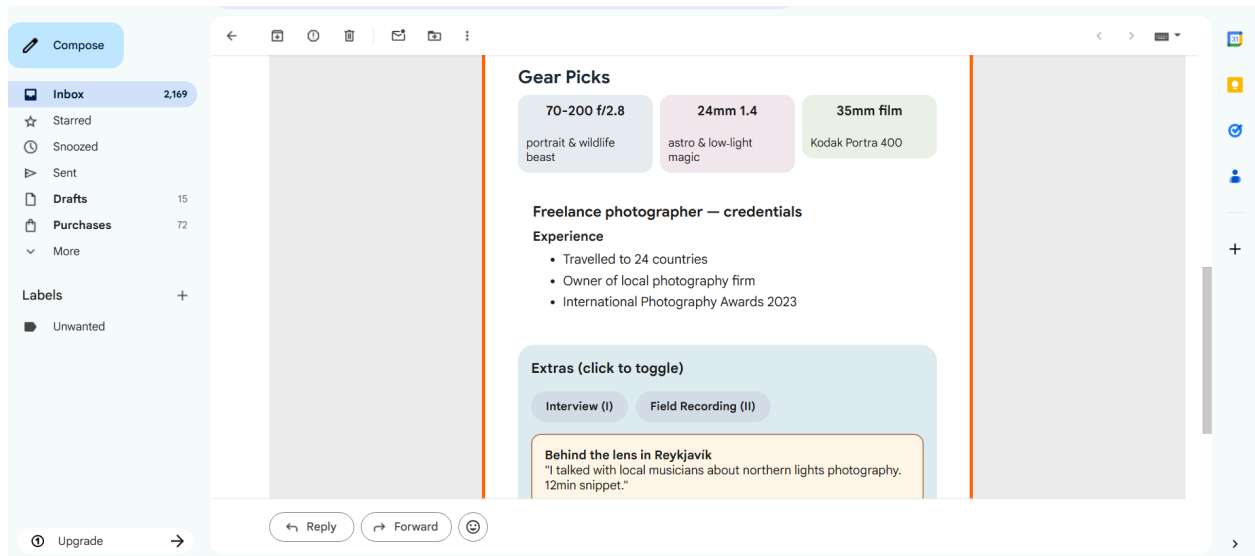 Compose
Inbox 2,169
Starred
Snoozed
Sent
Drafts 15
Purchases 72
More
Labels
Unwanted
Upgrade
Gear Picks
70-200 f/2.8
portrait & wildlife
beast
24mm 1.4
astro & low-light
magic
35mm film
Kodak Portra 400
Freelance photographer — credentials
Experience
• Travelled to 24 countries
• Owner of local photography firm
• International Photography Awards 2023
Extras (click to toggle)
Interview (I) Field Recording (II)
Behind the lens in Reykjavík
"I talked with local musicians about northern lights photography.
12min snippet."
Reply Forward
31